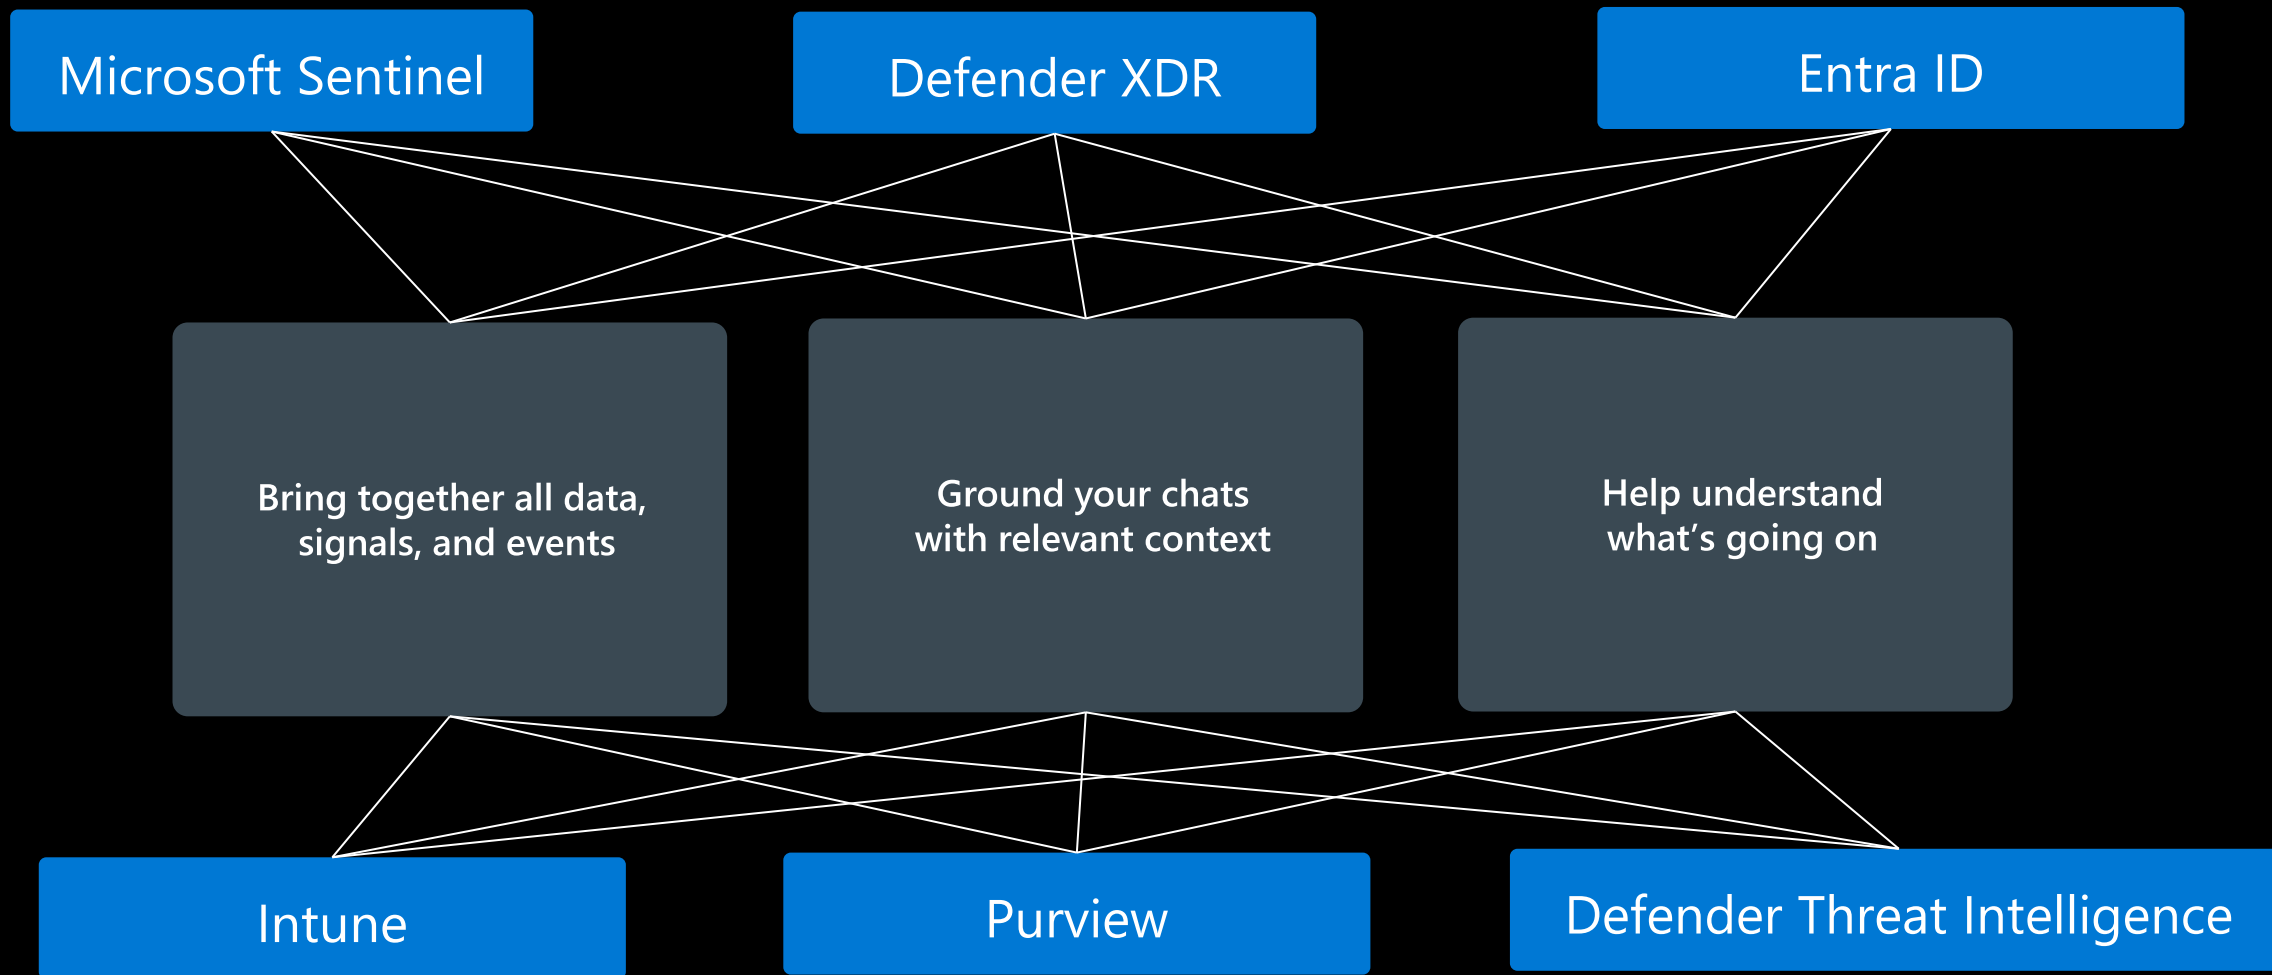 Microsoft Sentinel
Defender XDR
Entra ID
Bring together all data,
signals, and events
Ground your chats
with relevant context
Help understand
what’s going on
Intune
Purview
Defender Threat Intelligence